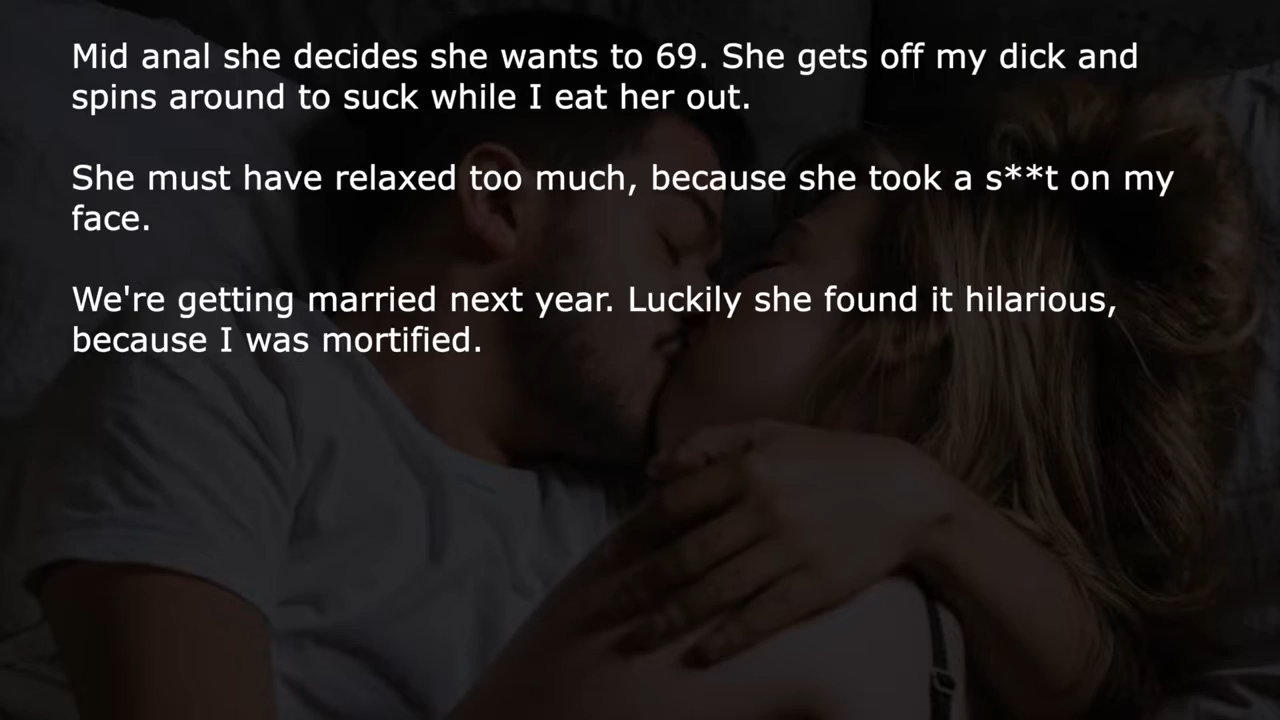 Mid anal she decides she wants to 69. She gets off my dick and
spins around to suck while I eat her out.
She must have relaxed too much, because she took a s**t on my
face.
We're getting married next year. Luckily she found it hilarious,
because I was mortified.